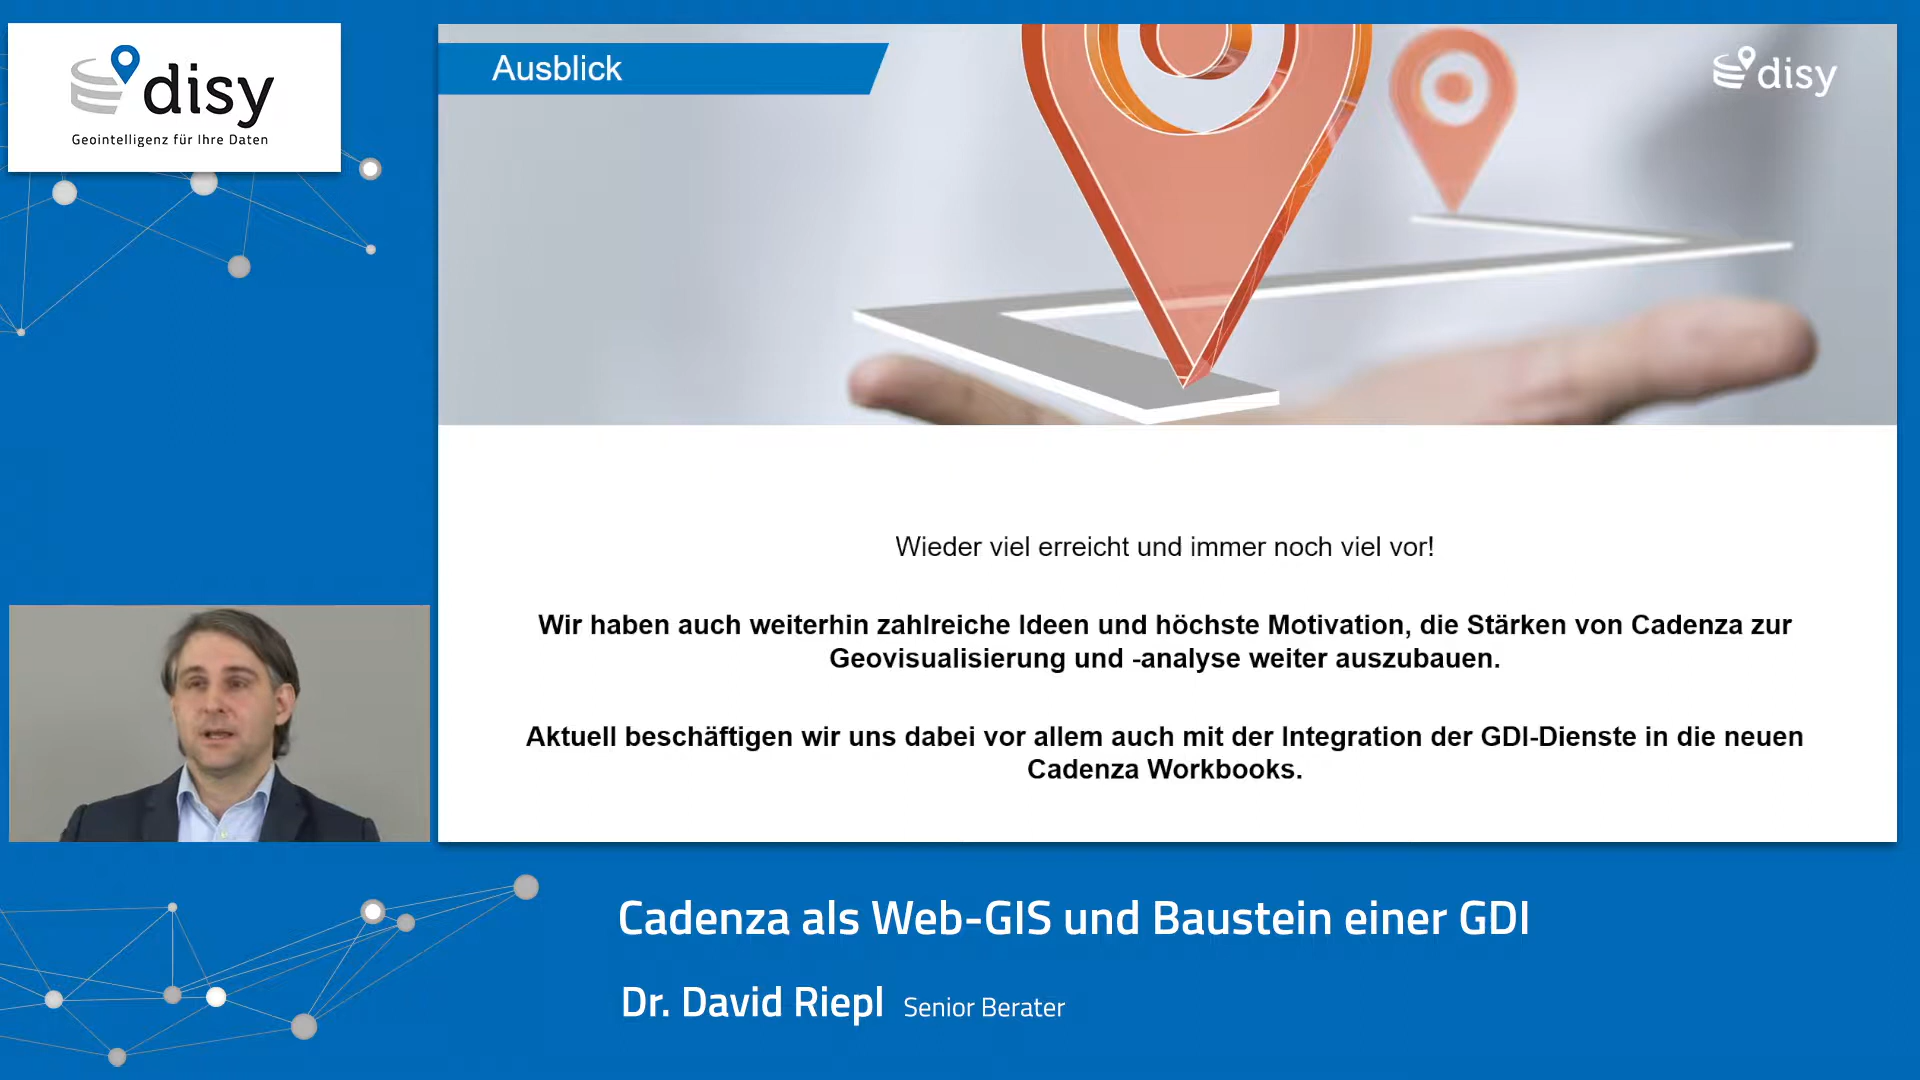 disy
Geointelligenz für Ihre Daten
Ausblick
disy
Wieder viel erreicht und immer noch viel vor!
Wir haben auch weiterhin zahlreiche Ideen und höchste Motivation, die Stärken von Cadenza zur
Geovisualisierung und -analyse weiter auszubauen.
Aktuell beschäftigen wir uns dabei vor allem auch mit der Integration der GDI-Dienste in die neuen
Cadenza Workbooks.
Cadenza als Web-GIS und Baustein einer GDI
Dr. David Riepl Senior Berater